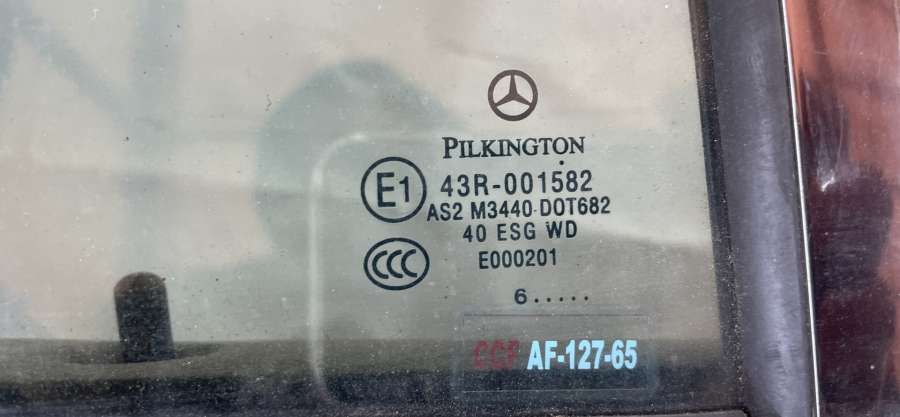 PILKINGTON
E1 43R-001582
AS2 M3440 DOT682
40 ESG WD
CCC E000201
6.....
CCF AF-127-65